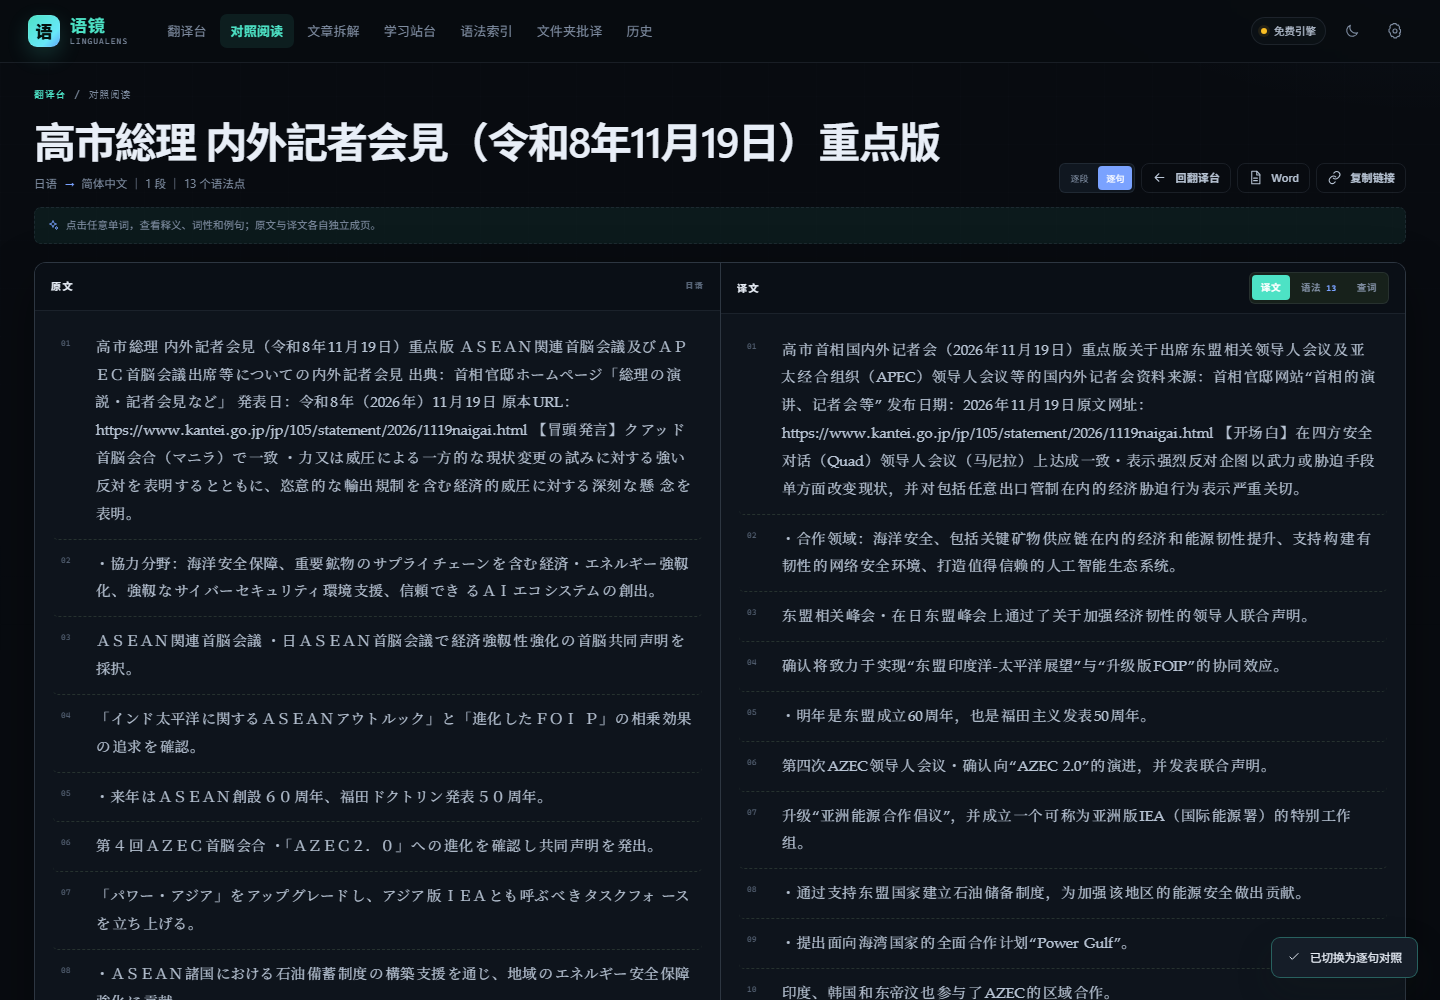 语 语镜
LINGUALENS
翻译台 对照阅读 文章拆解 学习站台 语法索引 文件夹批译 历史
免费引擎
翻译台 / 对照阅读
高市総理 内外記者会見（令和8年11月19日）重点版
日语 → 简体中文 | 1 段 | 13 个语法点
逐段 逐句 ← 回翻译台 Word 复制链接
点击任意单词，查看释义、词性和例句；原文与译文各自独立成页。
原文 日语
01
高市総理 内外記者会見（令和8年11月19日）重点版 ＡＳＥＡＮ関連首脳会議及びＡＰ
ＥＣ首脳会議出席等についての内外記者会見 出典：首相官邸ホームページ「総理の演
説・記者会見など」 発表日：令和8年（2026年）11月19日 原本URL：
https://www.kantei.go.jp/jp/105/statement/2026/1119naigai.html 【冒頭発言】クアッド
首脳会合（マニラ）で一致 ・力又は威圧による一方的な現状変更の試みに対する強い
反対を表明するとともに、恣意的な輸出規制を含む経済的威圧に対する深刻な懸 念を
表明。
02
・協力分野：海洋安全保障、重要鉱物のサプライチェーンを含む経済・エネルギー強靱
化、強靱なサイバーセキュリティ環境支援、信頼でき るＡＩエコシステムの創出。
03
ＡＳＥＡＮ関連首脳会議 ・日ＡＳＥＡＮ首脳会議で経済強靱性強化の首脳共同声明を
採択。
04
「インド太平洋に関するＡＳＥＡＮアウトルック」と「進化したＦＯＩ Ｐ」の相乗効果
の追求を確認。
05
・来年はＡＳＥＡＮ創設６０周年、福田ドクトリン発表５０周年。
06
第４回ＡＺＥＣ首脳会合 ・「ＡＺＥＣ２．０」への進化を確認し共同声明を発出。
07
「パワー・アジア」をアップグレードし、アジア版ＩＥＡとも呼ぶべきタスクフォ ース
を立ち上げる。
08
・ＡＳＥＡＮ諸国における石油備蓄制度の構築支援を通じ、地域のエネルギー安全保障
译文 译文 语法 13 查词
01
高市首相国内外记者会（2026年11月19日）重点版关于出席东盟相关领导人会议及亚
太经合组织（APEC）领导人会议等的国内外记者会资料来源：首相官邸网站“首相的演
讲、记者会等” 发布日期：2026年11月19日原文网址：
https://www.kantei.go.jp/jp/105/statement/2026/1119naigai.html 【开场白】在四方安全
对话（Quad）领导人会议（马尼拉）上达成一致・表示强烈反对企图以武力或胁迫手段
单方面改变现状，并对包括任意出口管制在内的经济胁迫行为表示严重关切。
02
・合作领域：海洋安全、包括关键矿物供应链在内的经济和能源韧性提升、支持构建有
韧性的网络安全环境、打造值得信赖的人工智能生态系统。
03
东盟相关峰会・在日东盟峰会上通过了关于加强经济韧性的领导人联合声明。
04
确认将致力于实现“东盟印度洋-太平洋展望”与“升级版FOIP”的协同效应。
05
・明年是东盟成立60周年，也是福田主义发表50周年。
06
第四次AZEC领导人会议・确认向“AZEC 2.0”的演进，并发表联合声明。
07
升级“亚洲能源合作倡议”，并成立一个可称为亚洲版IEA（国际能源署）的特别工作
组。
08
・通过支持东盟国家建立石油储备制度，为加强该地区的能源安全做出贡献。
09
・提出面向海湾国家的全面合作计划“Power Gulf”。
10
印度、韩国和东帝汶也参与了AZEC的区域合作。
已切换为逐句对照